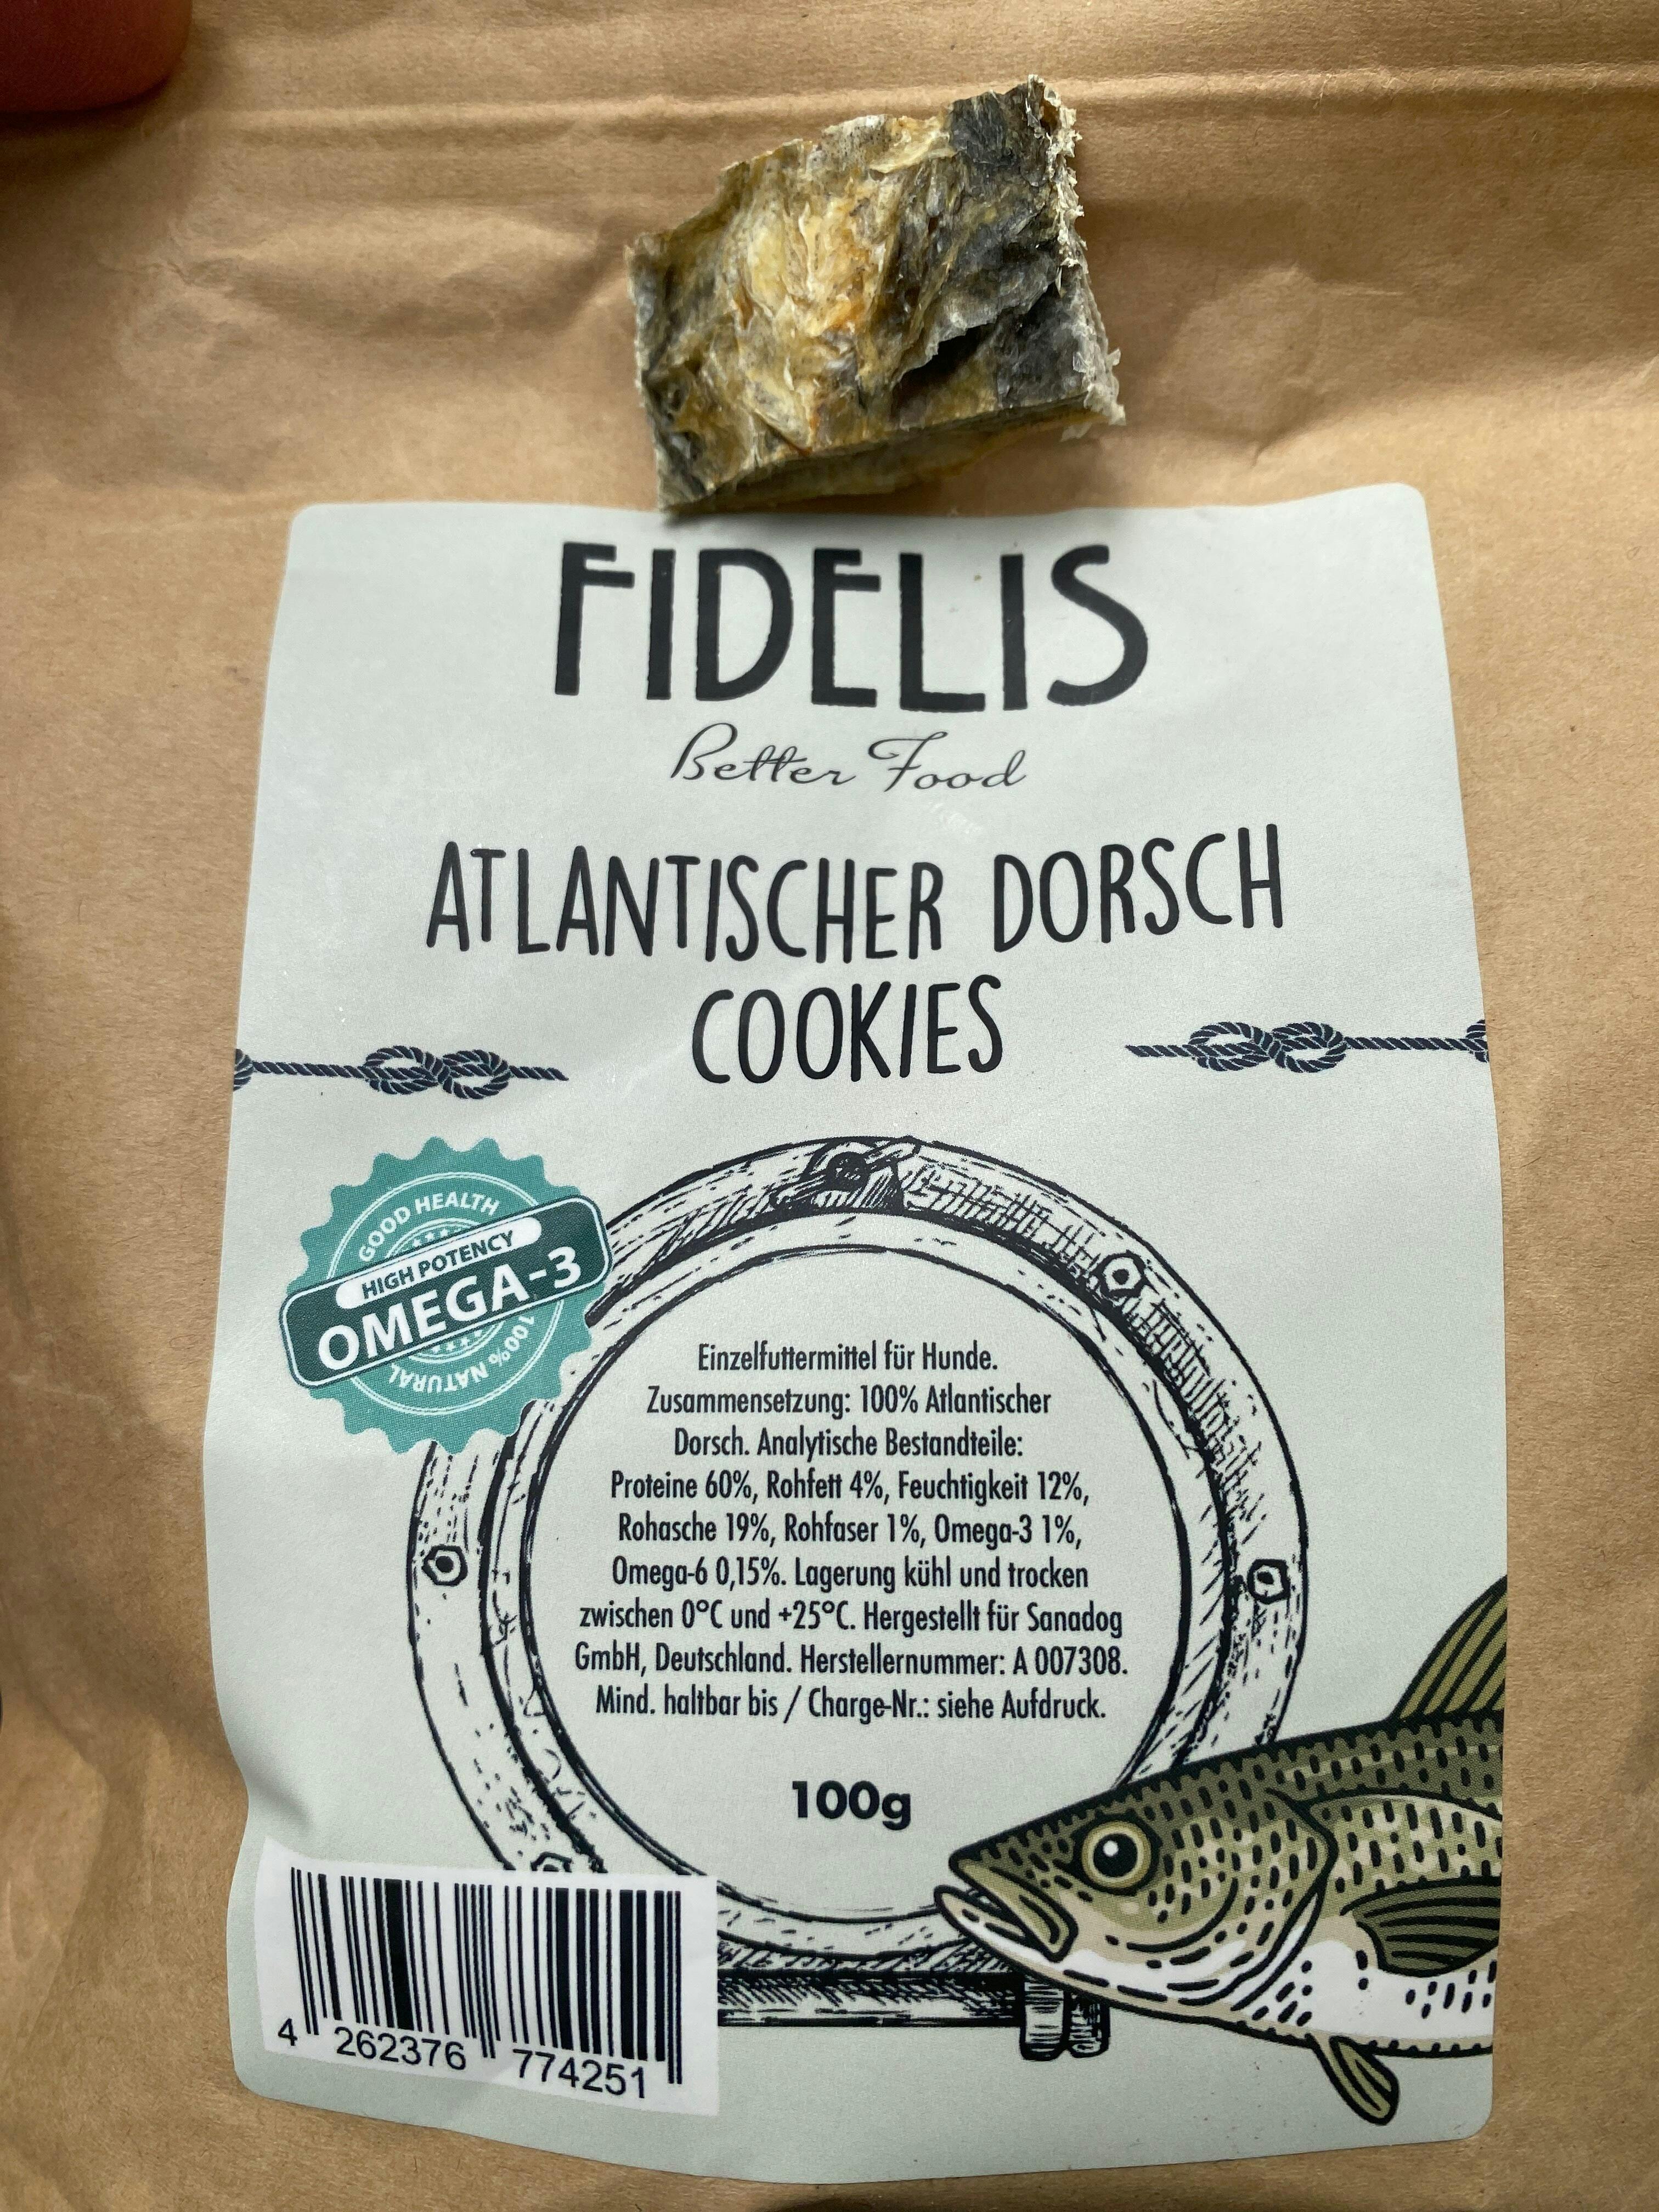 FIDELIS
Better Food
ATLANTISCHER DORSCH
COOKIES
GOOD HEALTH
HIGH POTENCY
OMEGA-3
100% NATURAL
Einzelfuttermittel für Hunde.
Zusammensetzung: 100% Atlantischer
Dorsch. Analytische Bestandteile:
Proteine 60%, Rohfett 4%, Feuchtigkeit 12%,
Rohasche 19%, Rohfaser 1%, Omega-3 1%,
Omega-6 0,15%. Lagerung kühl und trocken
zwischen 0°C und +25°C. Hergestellt für Sanadog
GmbH, Deutschland. Herstellernummer: A 007308.
Mind. haltbar bis / Charge-Nr.: siehe Aufdruck.
100g
4 262376 774251